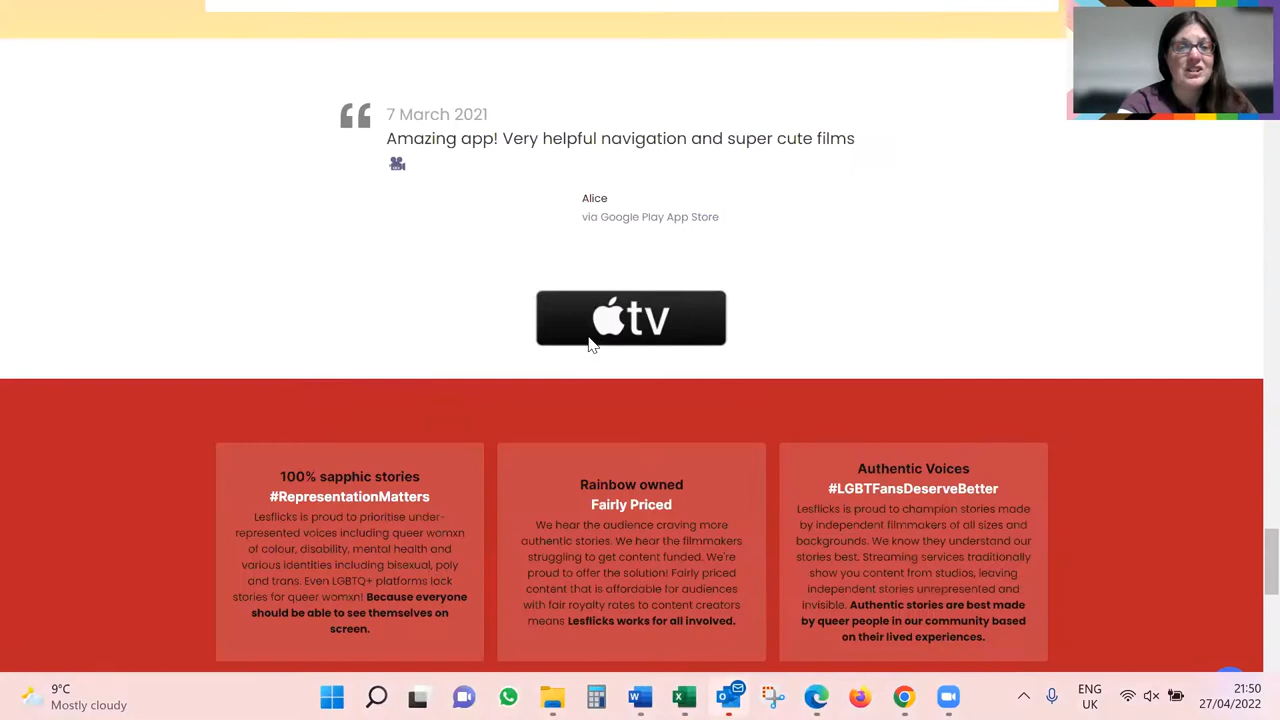 7 March 2021
Amazing app! Very helpful navigation and super cute films
Alice
via Google Play App Store
tv
100% sapphic stories
#RepresentationMatters
Lesflicks is proud to prioritise under-
represented voices including queer womxn
of colour, disability, mental health and
various identities including bisexual, poly
and trans. Even LGBTQ+ platforms lack
stories for queer womxn! Because everyone
should be able to see themselves on
screen.
Rainbow owned
Fairly Priced
We hear the audience craving more
authentic stories. We hear the filmmakers
struggling to get content funded. We're
proud to offer the solution! Fairly priced
content that is affordable for audiences
with fair royalty rates to content creators
means Lesflicks works for all involved.
Authentic Voices
#LGBTFansDeserveBetter
Lesflicks is proud to champion stories made
by independent filmmakers of all sizes and
backgrounds. We know they understand our
stories best. Streaming services traditionally
show you content from studios, leaving
independent stories unrepresented and
invisible. Authentic stories are best made
by queer people in our community based
on their lived experiences.
9°C
Mostly cloudy
ENG
UK
21:50
27/04/2022